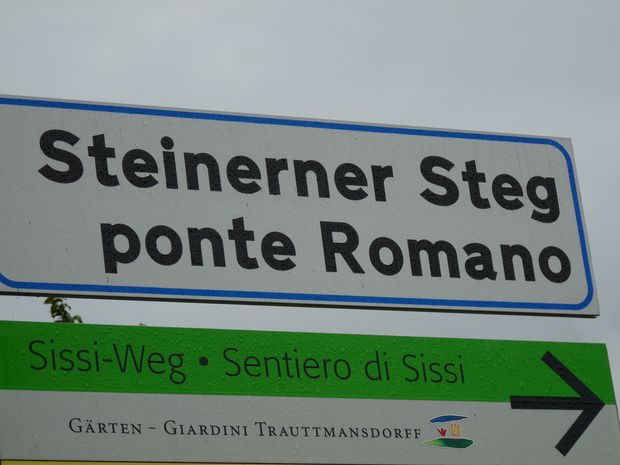 Steinerner Steg
ponte Romano
Sissi-Weg • Sentiero di Sissi
GÄRTEN – GIARDINI TRAUTTMANSDORFF